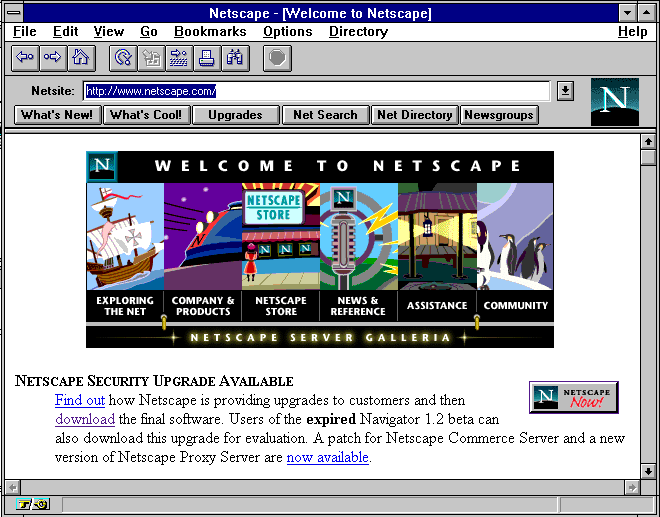 Netscape - [Welcome to Netscape]
File Edit View Go Bookmarks Options Directory Help
Netsite: http://www.netscape.com/
N
What's New! What's Cool! Upgrades Net Search Net Directory Newsgroups
N WELCOME TO NETSCAPE
NETSCAPE
STORE
N
N N N
EXPLORING THE NET
COMPANY & PRODUCTS
NETSCAPE STORE
NEWS & REFERENCE
ASSISTANCE
COMMUNITY
NETSCAPE SERVER GALLERIA
NETSCAPE SECURITY UPGRADE AVAILABLE
Find out how Netscape is providing upgrades to customers and then
download the final software. Users of the expired Navigator 1.2 beta can
also download this upgrade for evaluation. A patch for Netscape Commerce Server and a new
version of Netscape Proxy Server are now available.
N NETSCAPE
Now!